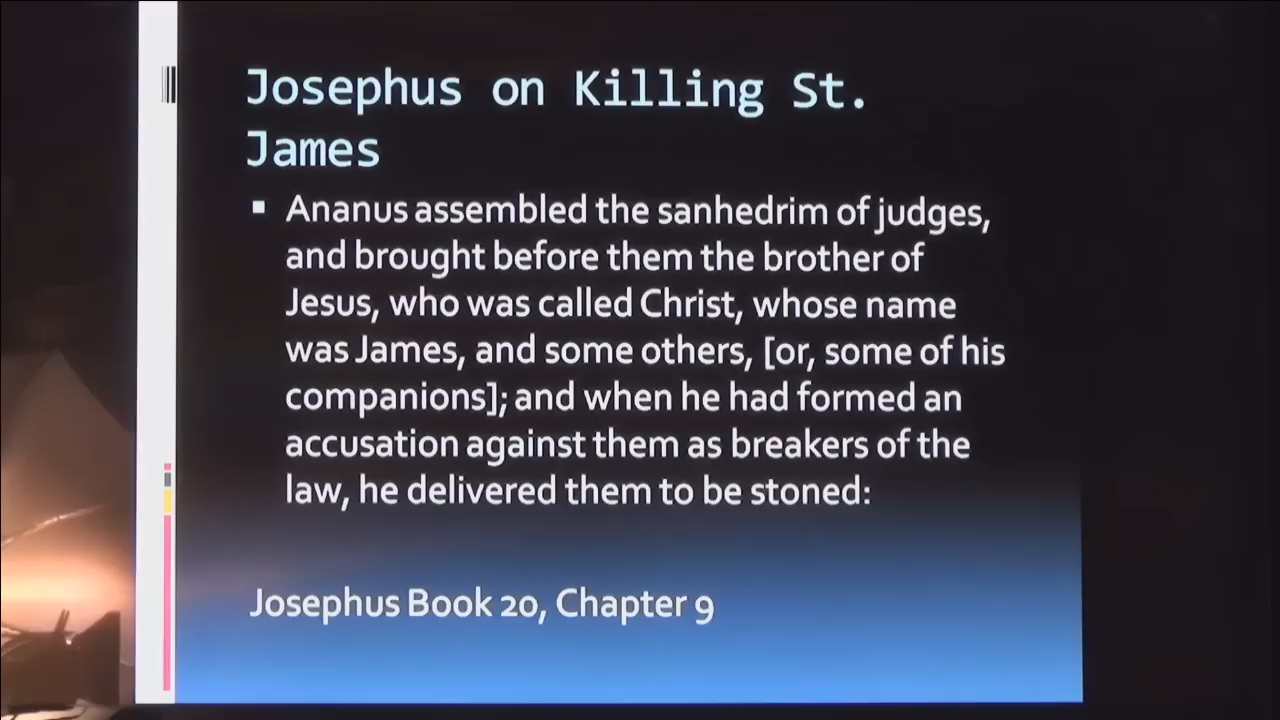 Josephus on Killing St.
James
▪ Ananus assembled the sanhedrim of judges,
and brought before them the brother of
Jesus, who was called Christ, whose name
was James, and some others, [or, some of his
companions]; and when he had formed an
accusation against them as breakers of the
law, he delivered them to be stoned:
Josephus Book 20, Chapter 9